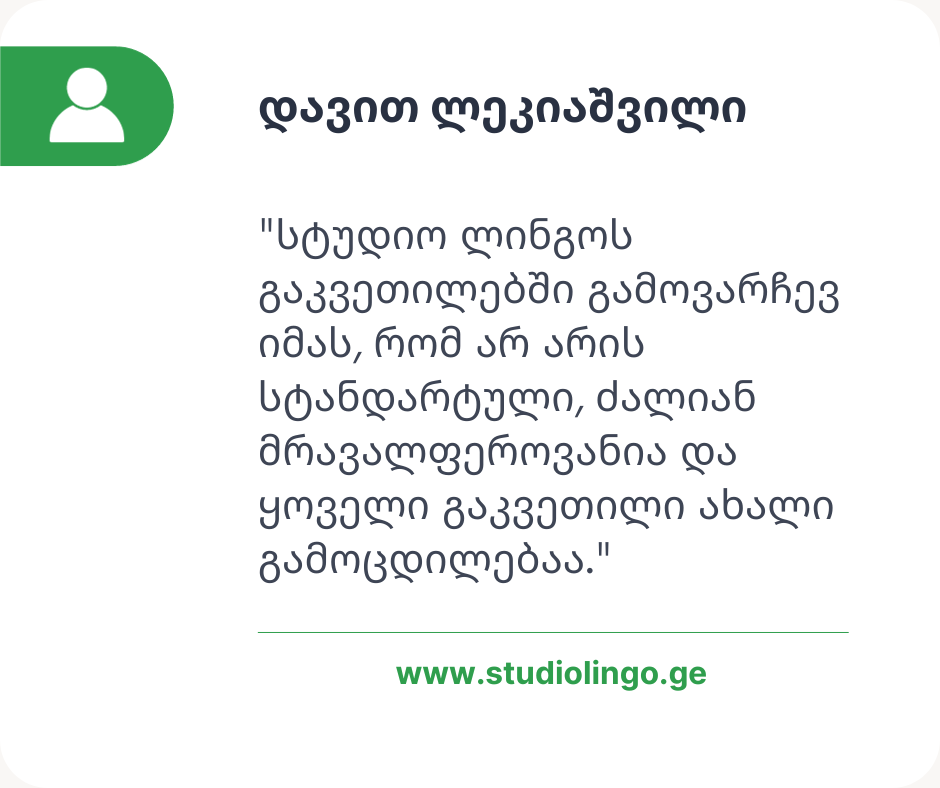 დავით ლეკიაშვილი
"სტუდიო ლინგოს
გაკვეთილებში გამოვარჩევ
იმას, რომ არ არის
სტანდარტული, ძალიან
მრავალფეროვანია და
ყოველი გაკვეთილი ახალი
გამოცდილებაა."
www.studiolingo.ge